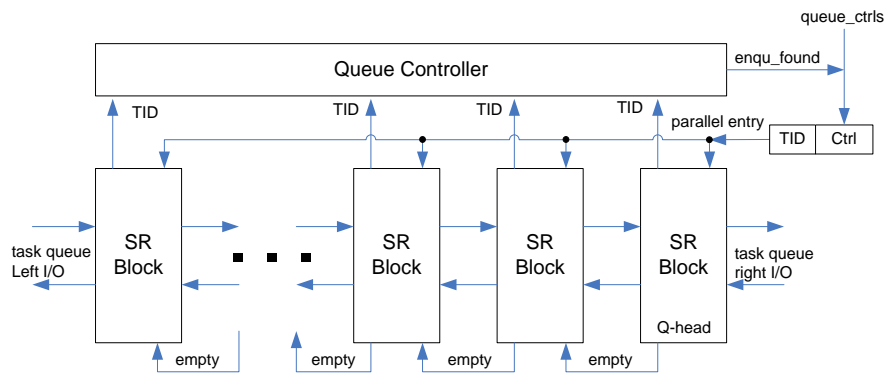 queue_ctrls
Queue Controller
enqu_found
TID
TID
TID
TID
parallel entry
TID
Ctrl
SR
Block
SR
Block
SR
Block
SR
Block
task queue
Left I/O
task queue
right I/O
Q-head
empty
empty
empty
empty